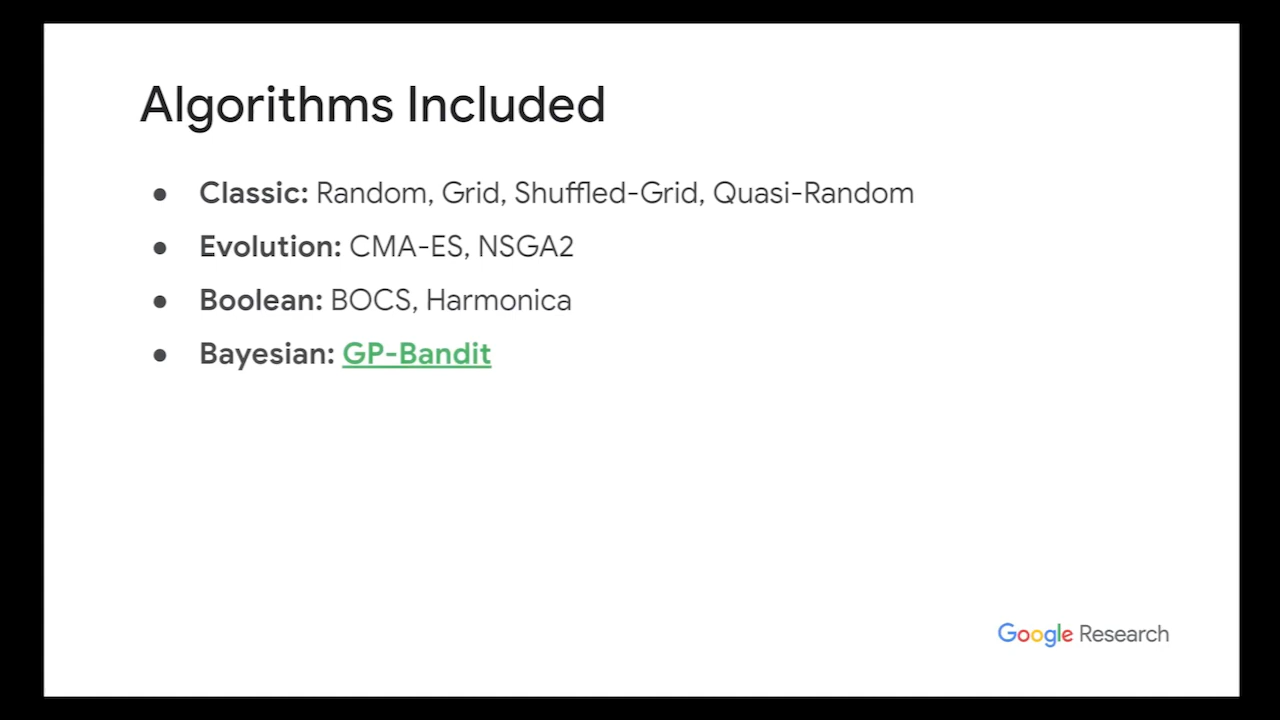 Algorithms Included
● Classic: Random, Grid, Shuffled-Grid, Quasi-Random
● Evolution: CMA-ES, NSGA2
● Boolean: BOCS, Harmonica
● Bayesian: GP-Bandit
Google Research